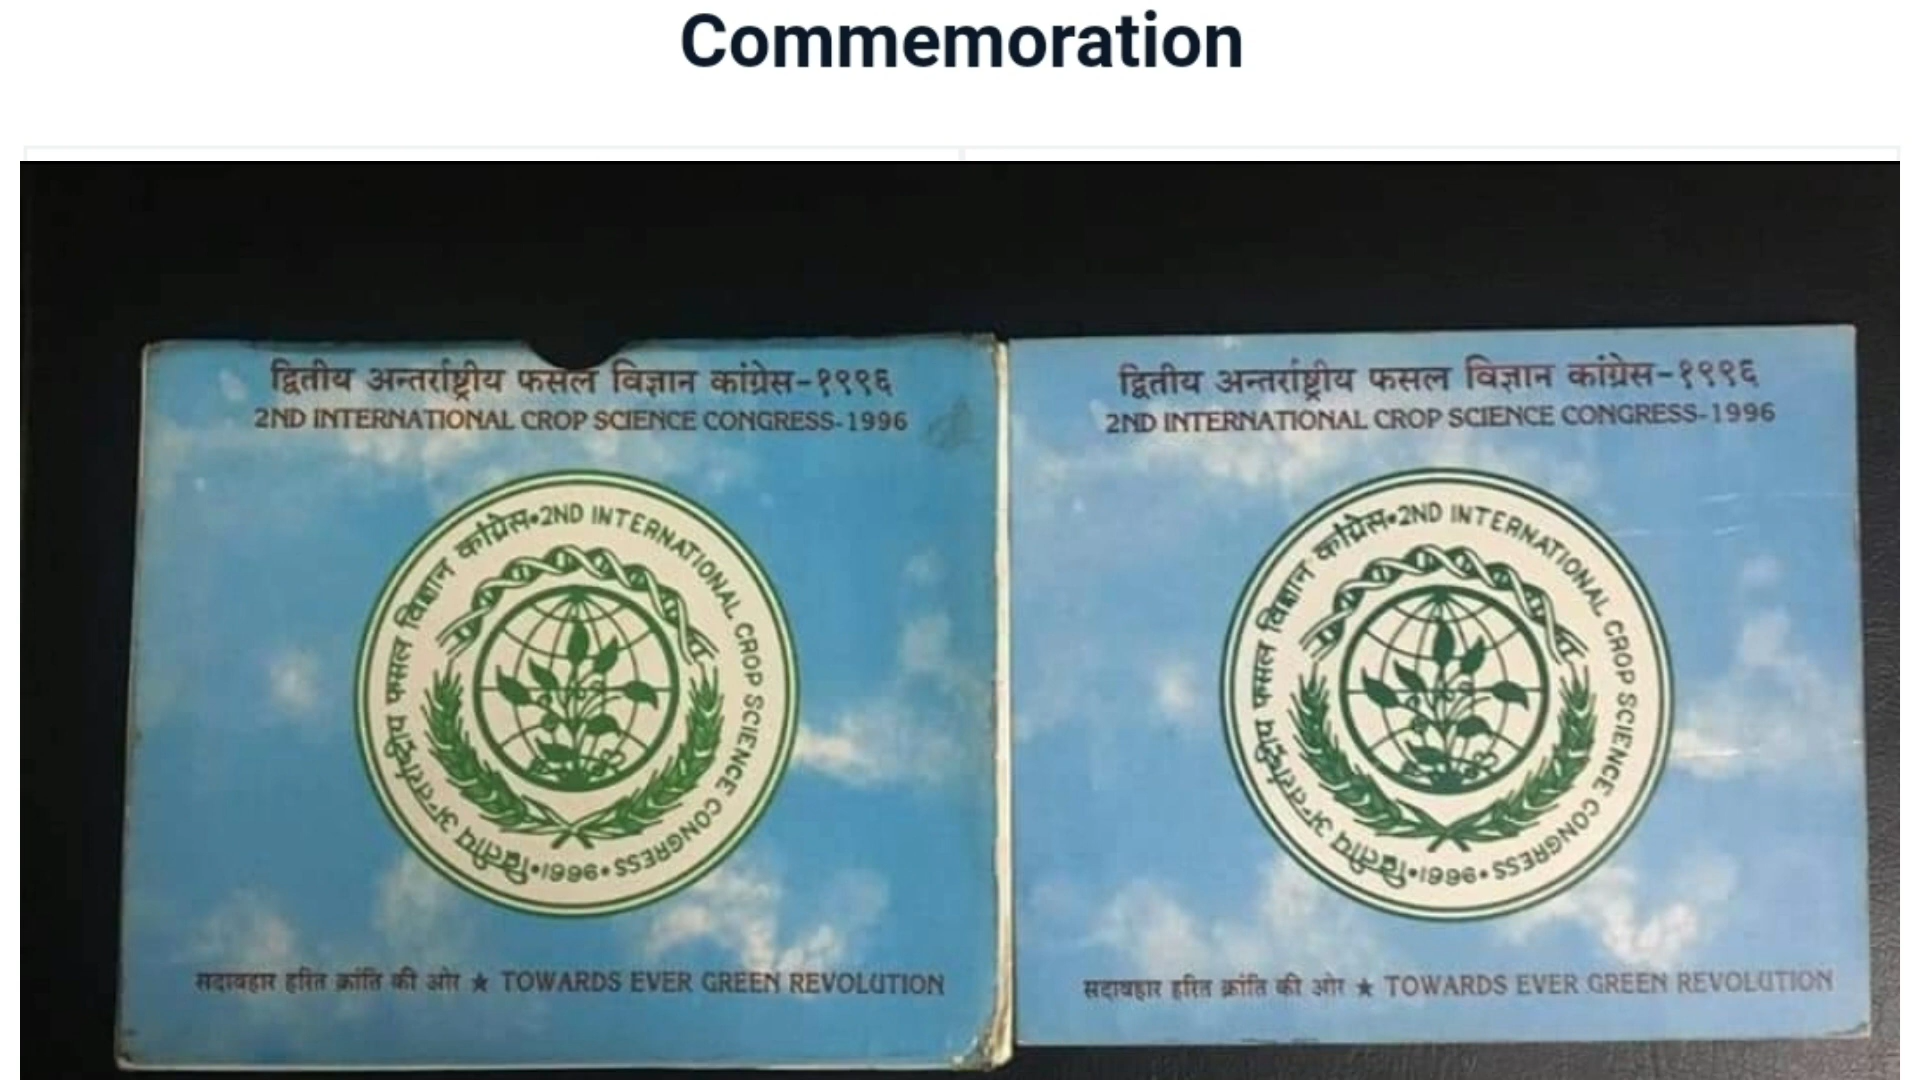 Commemoration
द्वितीय अन्तर्राष्ट्रीय फसल विज्ञान कांग्रेस-१९९६
2ND INTERNATIONAL CROP SCIENCE CONGRESS-1996
द्वितीय अन्तर्राष्ट्रीय फसल विज्ञान कांग्रेस•2ND INTERNATIONAL CROP SCIENCE CONGRESS•1996•
सदाबहार हरित क्रांति की ओर ★ TOWARDS EVER GREEN REVOLUTION
द्वितीय अन्तर्राष्ट्रीय फसल विज्ञान कांग्रेस-१९९६
2ND INTERNATIONAL CROP SCIENCE CONGRESS-1996
द्वितीय अन्तर्राष्ट्रीय फसल विज्ञान कांग्रेस•2ND INTERNATIONAL CROP SCIENCE CONGRESS•1996•
सदाबहार हरित क्रांति की ओर ★ TOWARDS EVER GREEN REVOLUTION